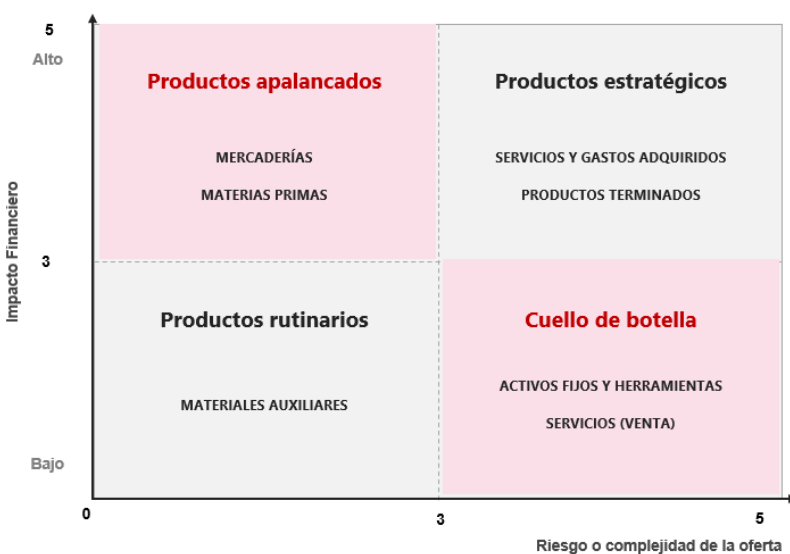 5
Alto
Productos apalancados
Productos estratégicos
MERCADERÍAS
SERVICIOS Y GASTOS ADQUIRIDOS
MATERIAS PRIMAS
PRODUCTOS TERMINADOS
Impacto Financiero
3
Productos rutinarios
Cuello de botella
MATERIALES AUXILIARES
ACTIVOS FIJOS Y HERRAMIENTAS
SERVICIOS (VENTA)
Bajo
0
3
5
Riesgo o complejidad de la oferta